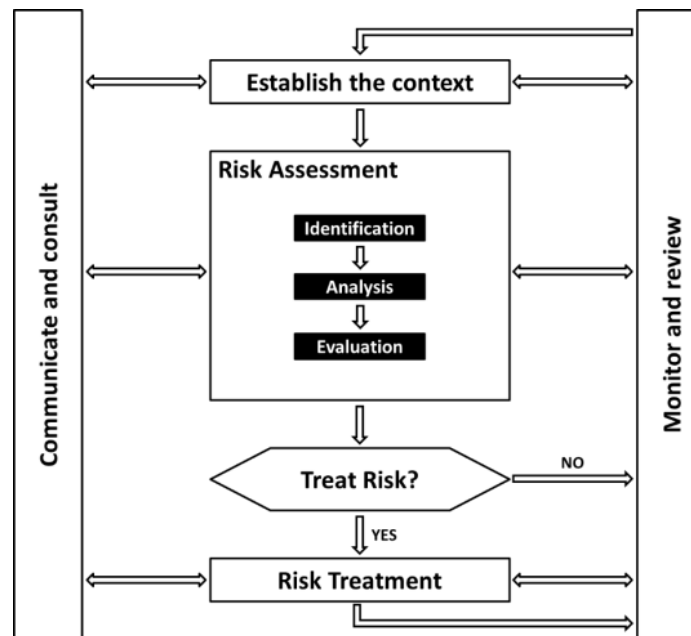 Establish the context
Risk Assessment
Identification
Analysis
Evaluation
Treat Risk?
NO
YES
Risk Treatment
Communicate and consult
Monitor and review